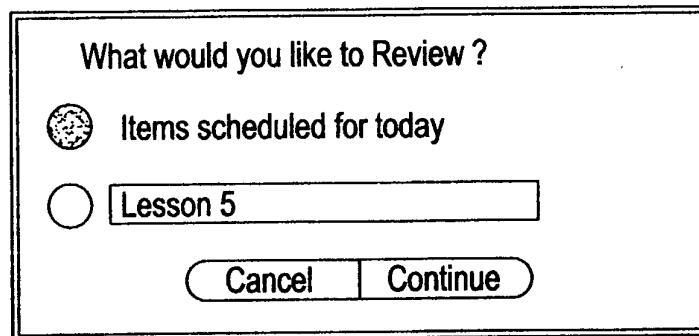 What would you like to Review ?
Items scheduled for today
Lesson 5
Cancel Continue